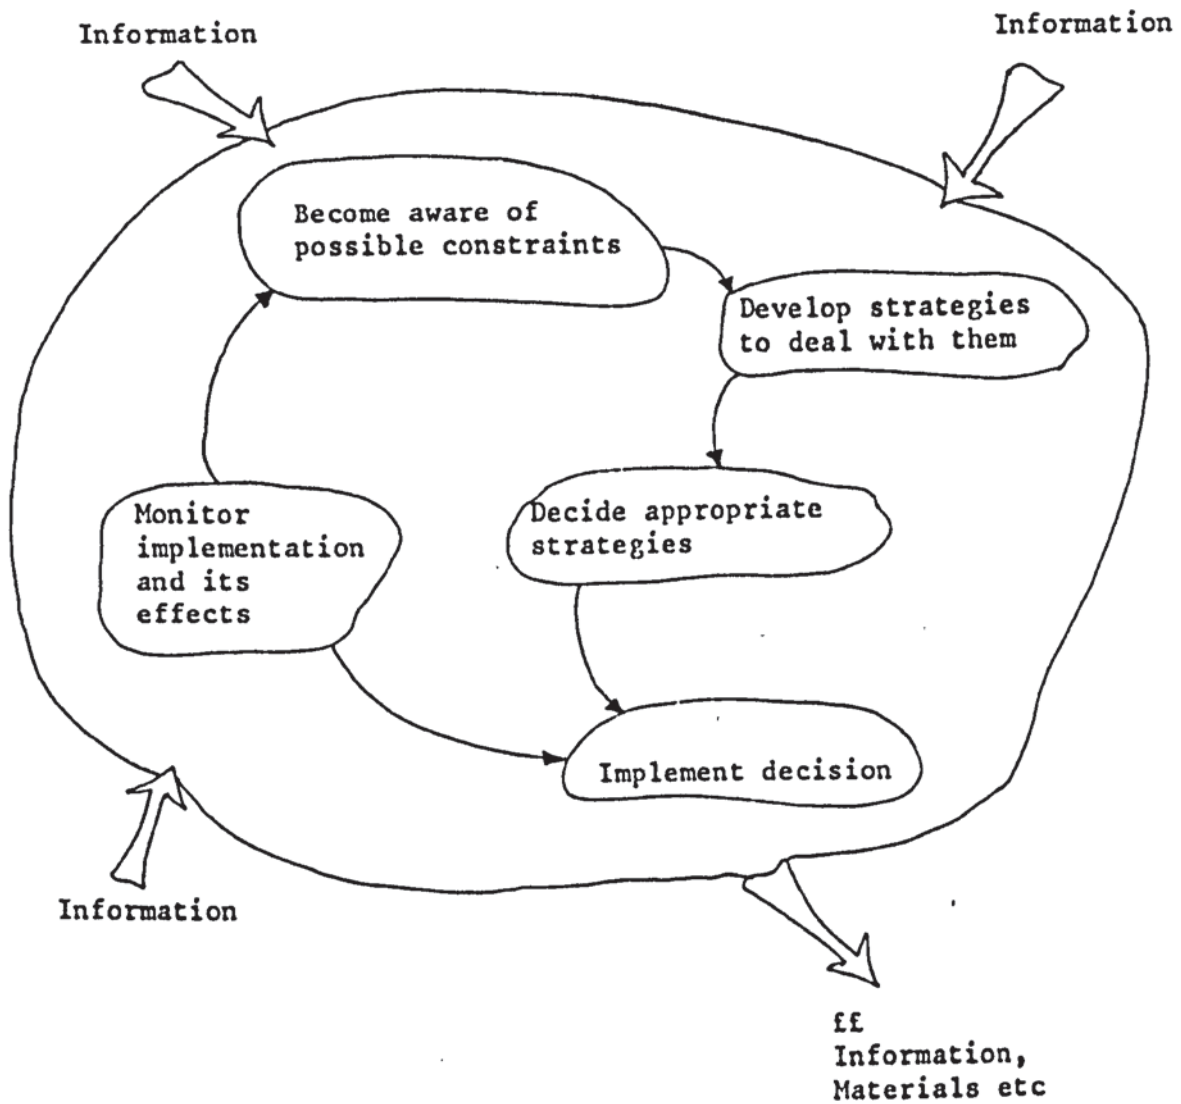 Information
Information
Become aware of
possible constraints
Develop strategies
to deal with them
Decide appropriate
strategies
Monitor
implementation
and its
effects
Implement decision
Information
££
Information,
Materials etc